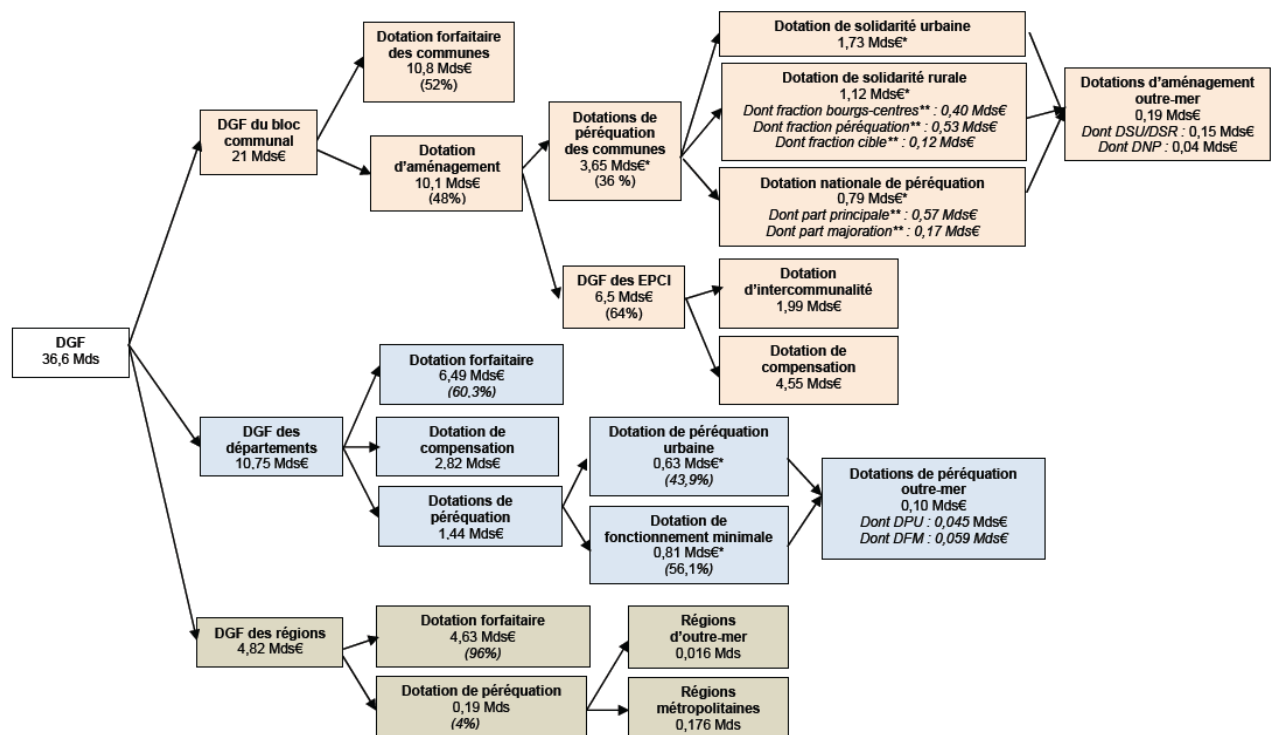 DGF
36,6 Mds
DGF du bloc
communal
21 Mds€
Dotation forfaitaire
des communes
10,8 Mds€
(52%)
Dotation
d'aménagement
10,1 Mds€
(48%)
Dotations de
péréquation
des communes
3,65 Mds€*
(36 %)
Dotation de solidarité urbaine
1,73 Mds€*
Dotation de solidarité rurale
1,12 Mds€*
Dont fraction bourgs-centres** : 0,40 Mds€
Dont fraction péréquation** : 0,53 Mds€
Dont fraction cible** : 0,12 Mds€
Dotation nationale de péréquation
0,79 Mds€*
Dont part principale** : 0,57 Mds€
Dont part majoration** : 0,17 Mds€
Dotations d'aménagement
outre-mer
0,19 Mds€
Dont DSU/DSR : 0,15 Mds€
Dont DNP : 0,04 Mds€
DGF des EPCI
6,5 Mds€
(64%)
Dotation
d'intercommunalité
1,99 Mds€
Dotation de
compensation
4,55 Mds€
DGF des
départements
10,75 Mds€
Dotation forfaitaire
6,49 Mds€
(60,3%)
Dotation de
compensation
2,82 Mds€
Dotations de
péréquation
1,44 Mds€
Dotation de péréquation
urbaine
0,63 Mds€*
(43,9%)
Dotation de
fonctionnement minimale
0,81 Mds€*
(56,1%)
Dotations de péréquation
outre-mer
0,10 Mds€
Dont DPU : 0,045 Mds€
Dont DFM : 0,059 Mds€
DGF des régions
4,82 Mds€
Dotation forfaitaire
4,63 Mds€
(96%)
Dotation de péréquation
0,19 Mds
(4%)
Régions
d'outre-mer
0,016 Mds
Régions
métropolitaines
0,176 Mds